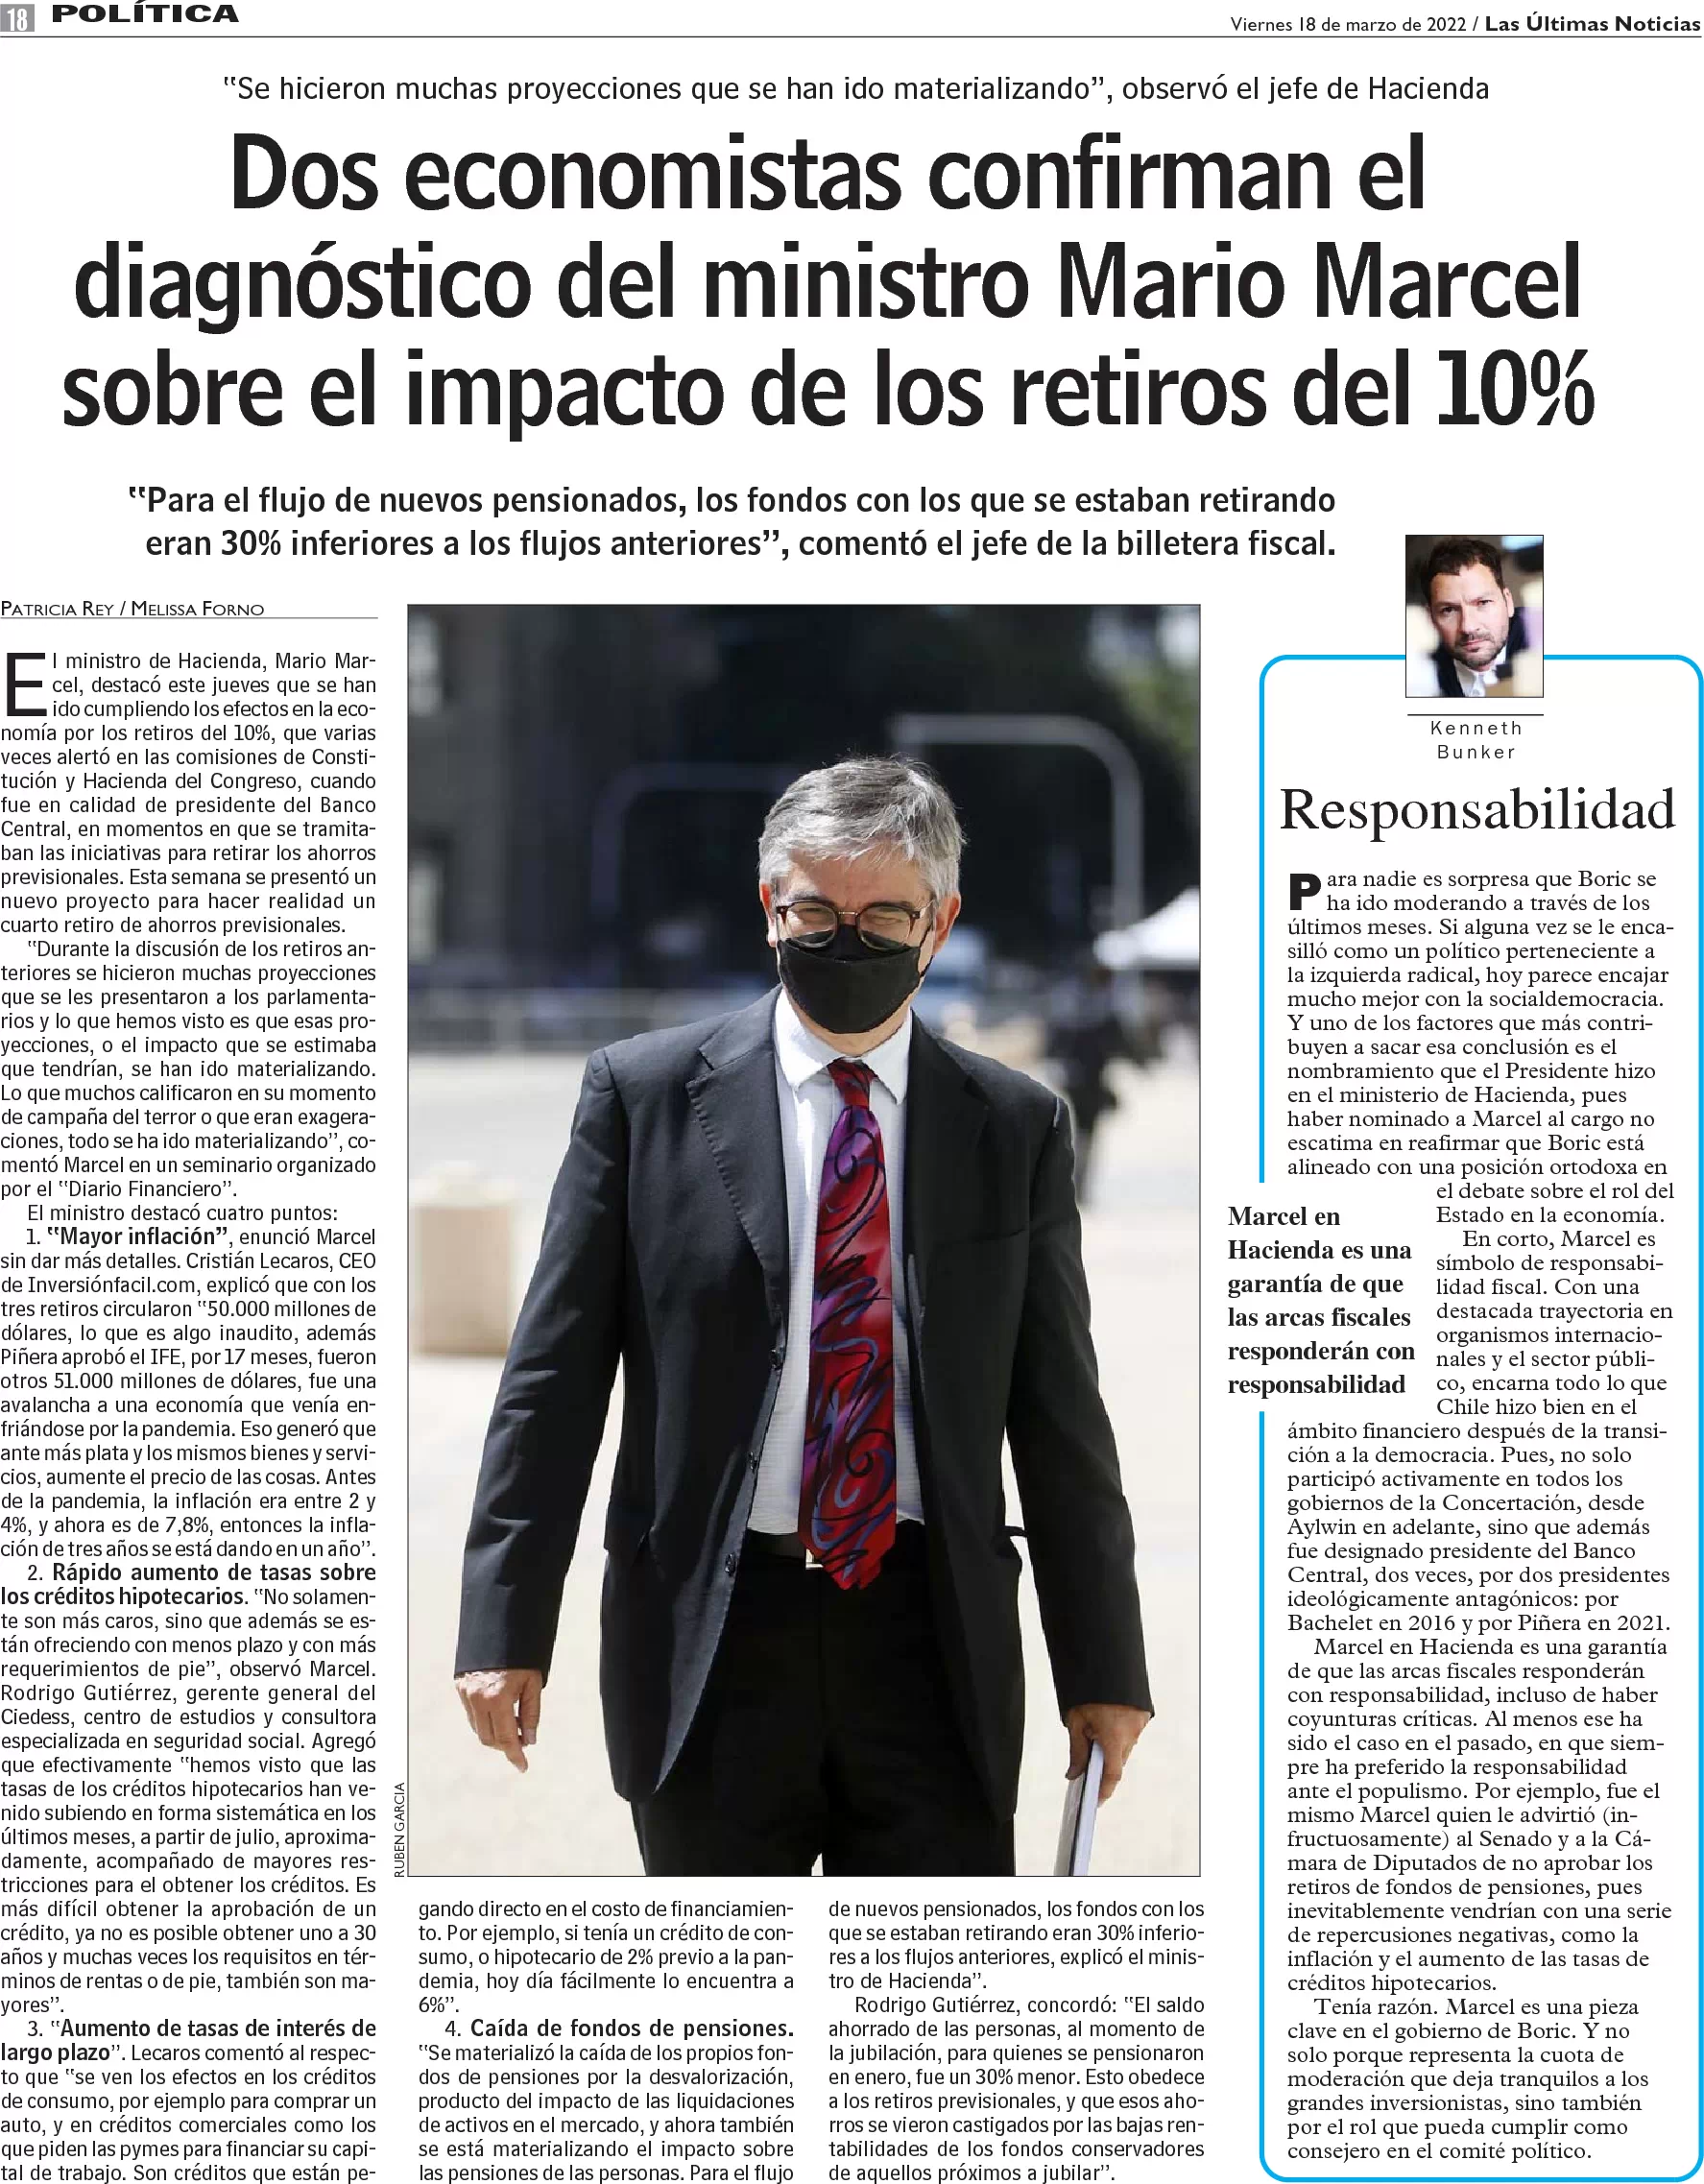 18 POLÍTICA
Viernes 18 de marzo de 2022 / Las Últimas Noticias
“Se hicieron muchas proyecciones que se han ido materializando”, observó el jefe de Hacienda
Dos economistas confirman el
diagnóstico del ministro Mario Marcel
sobre el impacto de los retiros del 10%
“Para el flujo de nuevos pensionados, los fondos con los que se estaban retirando
eran 30% inferiores a los flujos anteriores”, comentó el jefe de la billetera fiscal.
PATRICIA REY / MELISSA FORNO
El ministro de Hacienda, Mario Mar-
cel, destacó este jueves que se han
ido cumpliendo los efectos en la eco-
nomía por los retiros del 10%, que varias
veces alertó en las comisiones de Consti-
tución y Hacienda del Congreso, cuando
fue en calidad de presidente del Banco
Central, en momentos en que se tramita-
ban las iniciativas para retirar los ahorros
previsionales. Esta semana se presentó un
nuevo proyecto para hacer realidad un
cuarto retiro de ahorros previsionales.
“Durante la discusión de los retiros an-
teriores se hicieron muchas proyecciones
que se les presentaron a los parlamenta-
rios y lo que hemos visto es que esas pro-
yecciones, o el impacto que se estimaba
que tendrían, se han ido materializando.
Lo que muchos calificaron en su momento
de campaña del terror o que eran exagera-
ciones, todo se ha ido materializando”, co-
mentó Marcel en un seminario organizado
por el “Diario Financiero”.
El ministro destacó cuatro puntos:
1. “Mayor inflación”, enunció Marcel
sin dar más detalles. Cristián Lecaros, CEO
de Inversiónfacil.com, explicó que con los
tres retiros circularon “50.000 millones de
dólares, lo que es algo inaudito, además
Piñera aprobó el IFE, por 17 meses, fueron
otros 51.000 millones de dólares, fue una
avalancha a una economía que venía en-
friándose por la pandemia. Eso generó que
ante más plata y los mismos bienes y servi-
cios, aumente el precio de las cosas. Antes
de la pandemia, la inflación era entre 2 y
4%, y ahora es de 7,8%, entonces la infla-
ción de tres años se está dando en un año”.
2. Rápido aumento de tasas sobre
los créditos hipotecarios. “No solamen-
te son más caros, sino que además se es-
tán ofreciendo con menos plazo y con más
requerimientos de pie”, observó Marcel.
Rodrigo Gutiérrez, gerente general del
Ciedess, centro de estudios y consultora
especializada en seguridad social. Agregó
que efectivamente “hemos visto que las
tasas de los créditos hipotecarios han ve-
nido subiendo en forma sistemática en los
últimos meses, a partir de julio, aproxima-
damente, acompañado de mayores res-
tricciones para el obtener los créditos. Es
más difícil obtener la aprobación de un
crédito, ya no es posible obtener uno a 30
años y muchas veces los requisitos en tér-
minos de rentas o de pie, también son ma-
yores”.
3. “Aumento de tasas de interés de
largo plazo”. Lecaros comentó al respec-
to que “se ven los efectos en los créditos
de consumo, por ejemplo para comprar un
auto, y en créditos comerciales como los
que piden las pymes para financiar su capi-
tal de trabajo. Son créditos que están pe-
RUBEN GARCIA
gando directo en el costo de financiamien-
to. Por ejemplo, si tenía un crédito de con-
sumo, o hipotecario de 2% previo a la pan-
demia, hoy día fácilmente lo encuentra a
6%”.
4. Caída de fondos de pensiones.
“Se materializó la caída de los propios fon-
dos de pensiones por la desvalorización,
producto del impacto de las liquidaciones
de activos en el mercado, y ahora también
se está materializando el impacto sobre
las pensiones de las personas. Para el flujo
de nuevos pensionados, los fondos con los
que se estaban retirando eran 30% inferio-
res a los flujos anteriores, explicó el minis-
tro de Hacienda”.
Rodrigo Gutiérrez, concordó: “El saldo
ahorrado de las personas, al momento de
la jubilación, para quienes se pensionaron
en enero, fue un 30% menor. Esto obedece
a los retiros previsionales, y que esos aho-
rros se vieron castigados por las bajas ren-
tabilidades de los fondos conservadores
de aquellos próximos a jubilar”.
Kenneth
Bunker
Responsabilidad
Para nadie es sorpresa que Boric se
ha ido moderando a través de los
últimos meses. Si alguna vez se le enca-
silló como un político perteneciente a
la izquierda radical, hoy parece encajar
mucho mejor con la socialdemocracia.
Y uno de los factores que más contri-
buyen a sacar esa conclusión es el
nombramiento que el Presidente hizo
en el ministerio de Hacienda, pues
haber nominado a Marcel al cargo no
escatima en reafirmar que Boric está
alineado con una posición ortodoxa en
el debate sobre el rol del
Estado en la economía.
En corto, Marcel es
símbolo de responsabi-
lidad fiscal. Con una
destacada trayectoria en
organismos internacio-
nales y el sector públi-
co, encarna todo lo que
Chile hizo bien en el
ámbito financiero después de la transi-
ción a la democracia. Pues, no solo
participó activamente en todos los
gobiernos de la Concertación, desde
Aylwin en adelante, sino que además
fue designado presidente del Banco
Central, dos veces, por dos presidentes
ideológicamente antagónicos: por
Bachelet en 2016 y por Piñera en 2021.
Marcel en Hacienda es una garantía
de que las arcas fiscales responderán
con responsabilidad, incluso de haber
coyunturas críticas. Al menos ese ha
sido el caso en el pasado, en que siem-
pre ha preferido la responsabilidad
ante el populismo. Por ejemplo, fue el
mismo Marcel quien le advirtió (in-
fructuosamente) al Senado y a la Cá-
mara de Diputados de no aprobar los
retiros de fondos de pensiones, pues
inevitablemente vendrían con una serie
de repercusiones negativas, como la
inflación y el aumento de las tasas de
créditos hipotecarios.
Tenía razón. Marcel es una pieza
clave en el gobierno de Boric. Y no
solo porque representa la cuota de
moderación que deja tranquilos a los
grandes inversionistas, sino también
por el rol que pueda cumplir como
consejero en el comité político.
Marcel en
Hacienda es una
garantía de que
las arcas fiscales
responderán con
responsabilidad